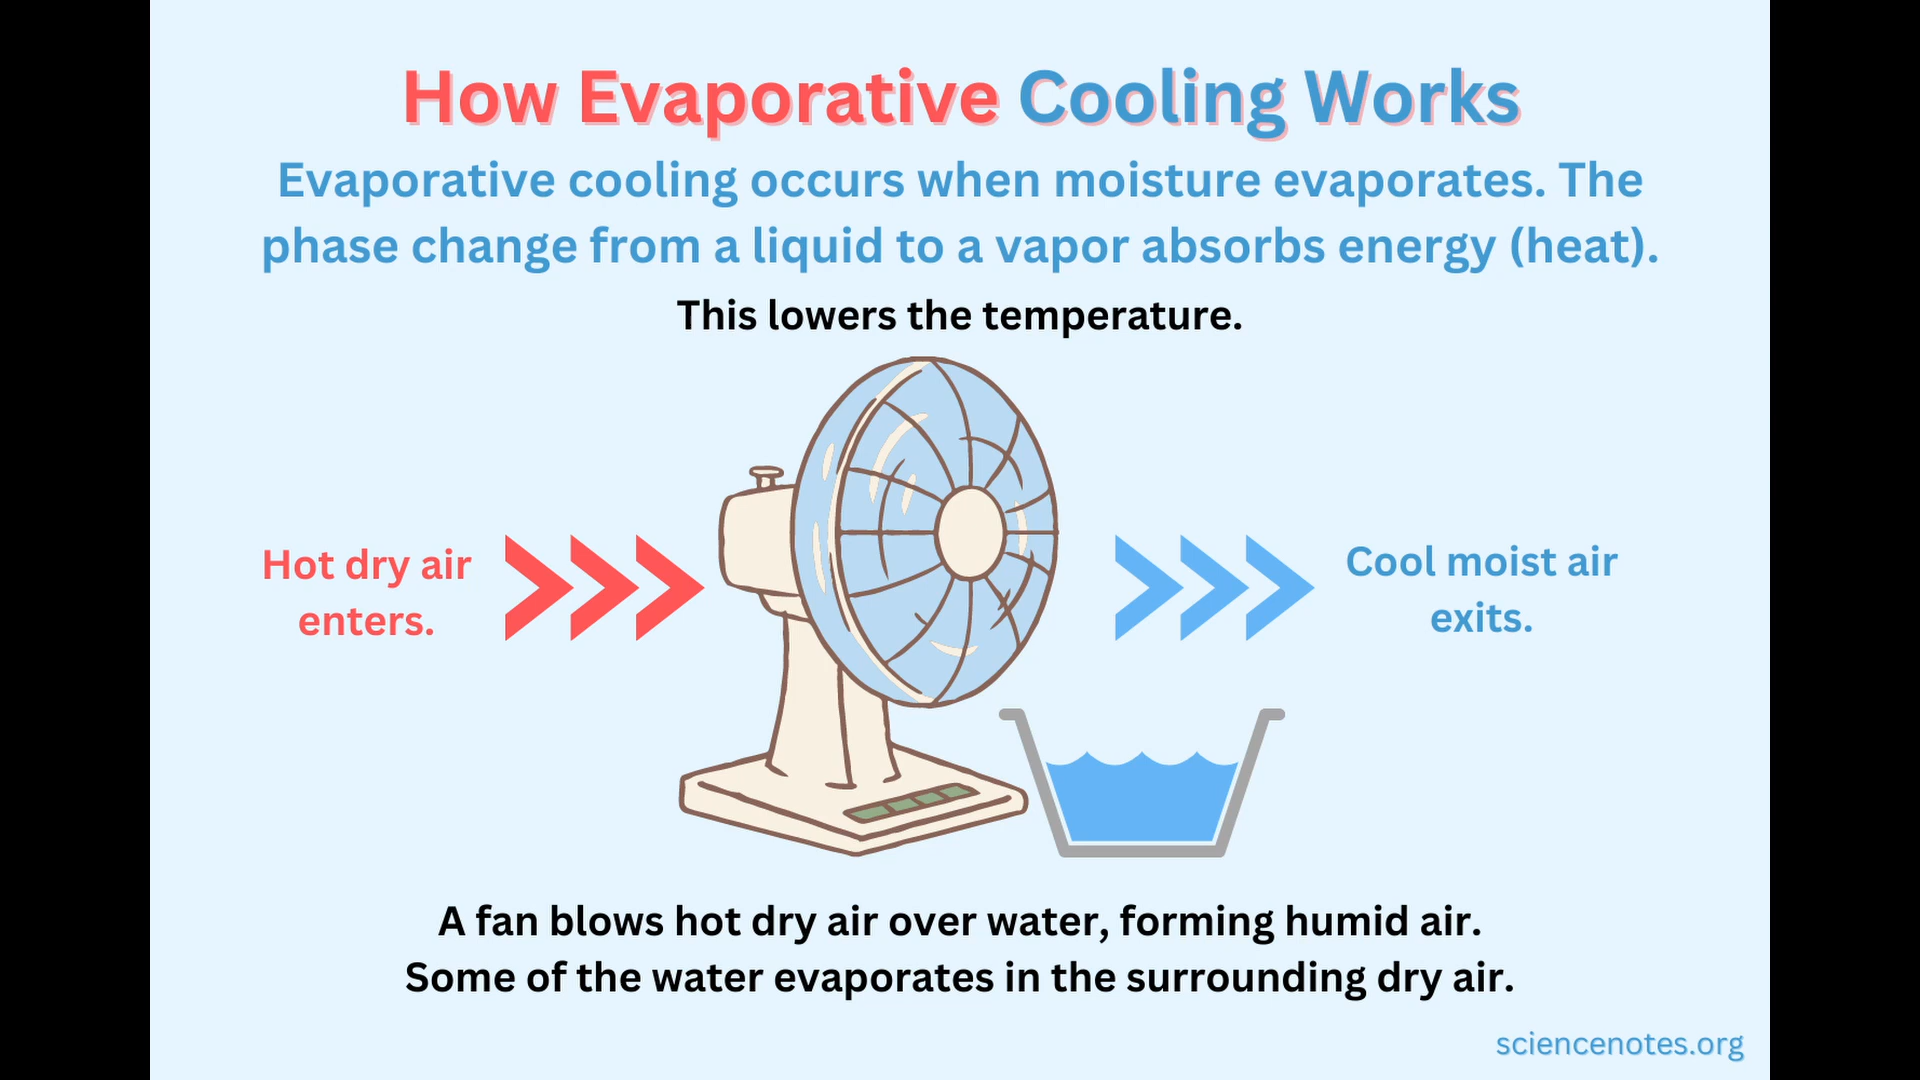 How Evaporative Cooling Works
Evaporative cooling occurs when moisture evaporates. The
phase change from a liquid to a vapor absorbs energy (heat).
This lowers the temperature.
Hot dry air
enters.
Cool moist air
exits.
A fan blows hot dry air over water, forming humid air.
Some of the water evaporates in the surrounding dry air.
sciencenotes.org